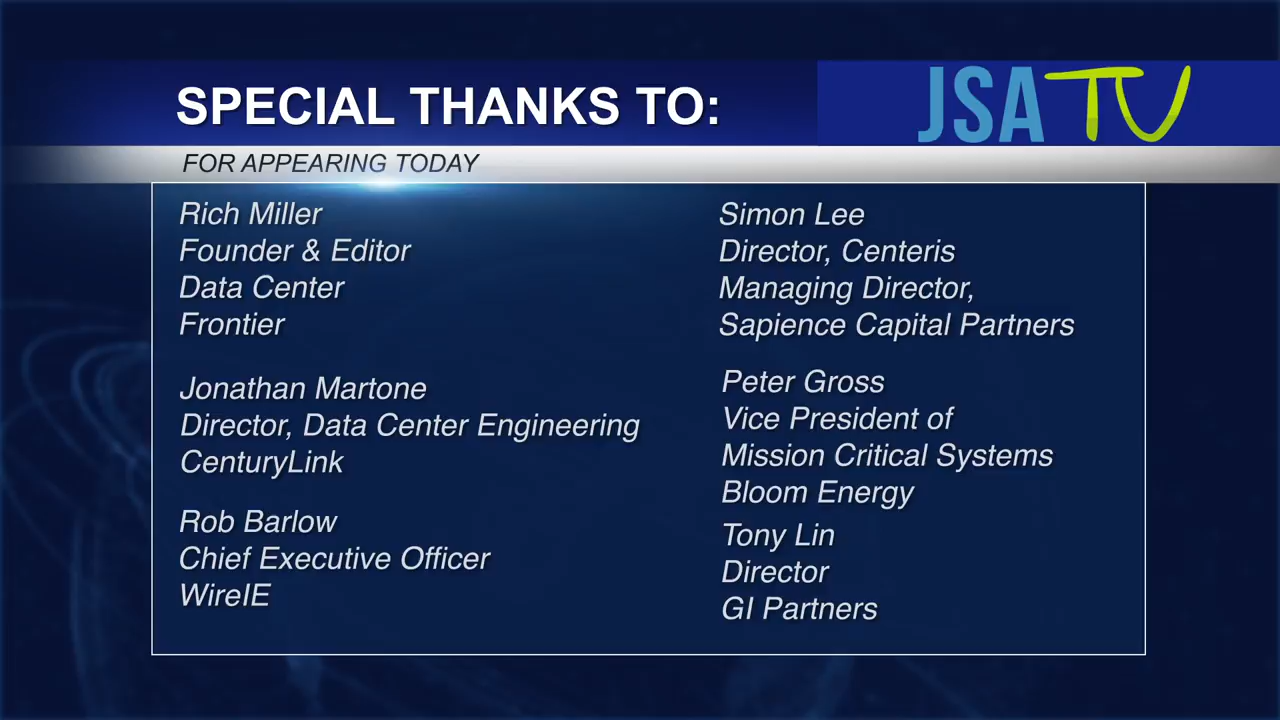 SPECIAL THANKS TO:
JSA TV
FOR APPEARING TODAY
Rich Miller
Founder & Editor
Data Center
Frontier
Jonathan Martone
Director, Data Center Engineering
CenturyLink
Rob Barlow
Chief Executive Officer
WireIE
Simon Lee
Director, Centeris
Managing Director,
Sapience Capital Partners
Peter Gross
Vice President of
Mission Critical Systems
Bloom Energy
Tony Lin
Director
GI Partners